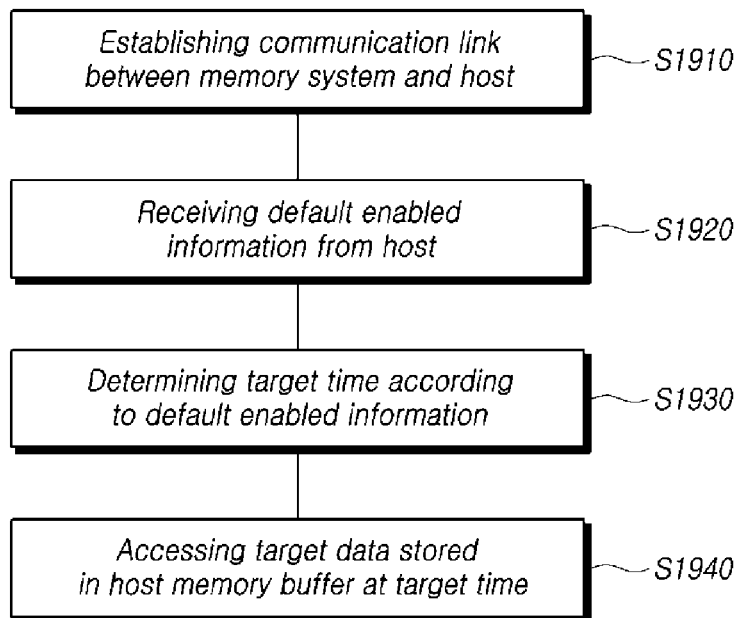 Establishing communication link
between memory system and host
S1910
Receiving default enabled
information from host
S1920
Determining target time according
to default enabled information
S1930
Accessing target data stored
in host memory buffer at target time
S1940